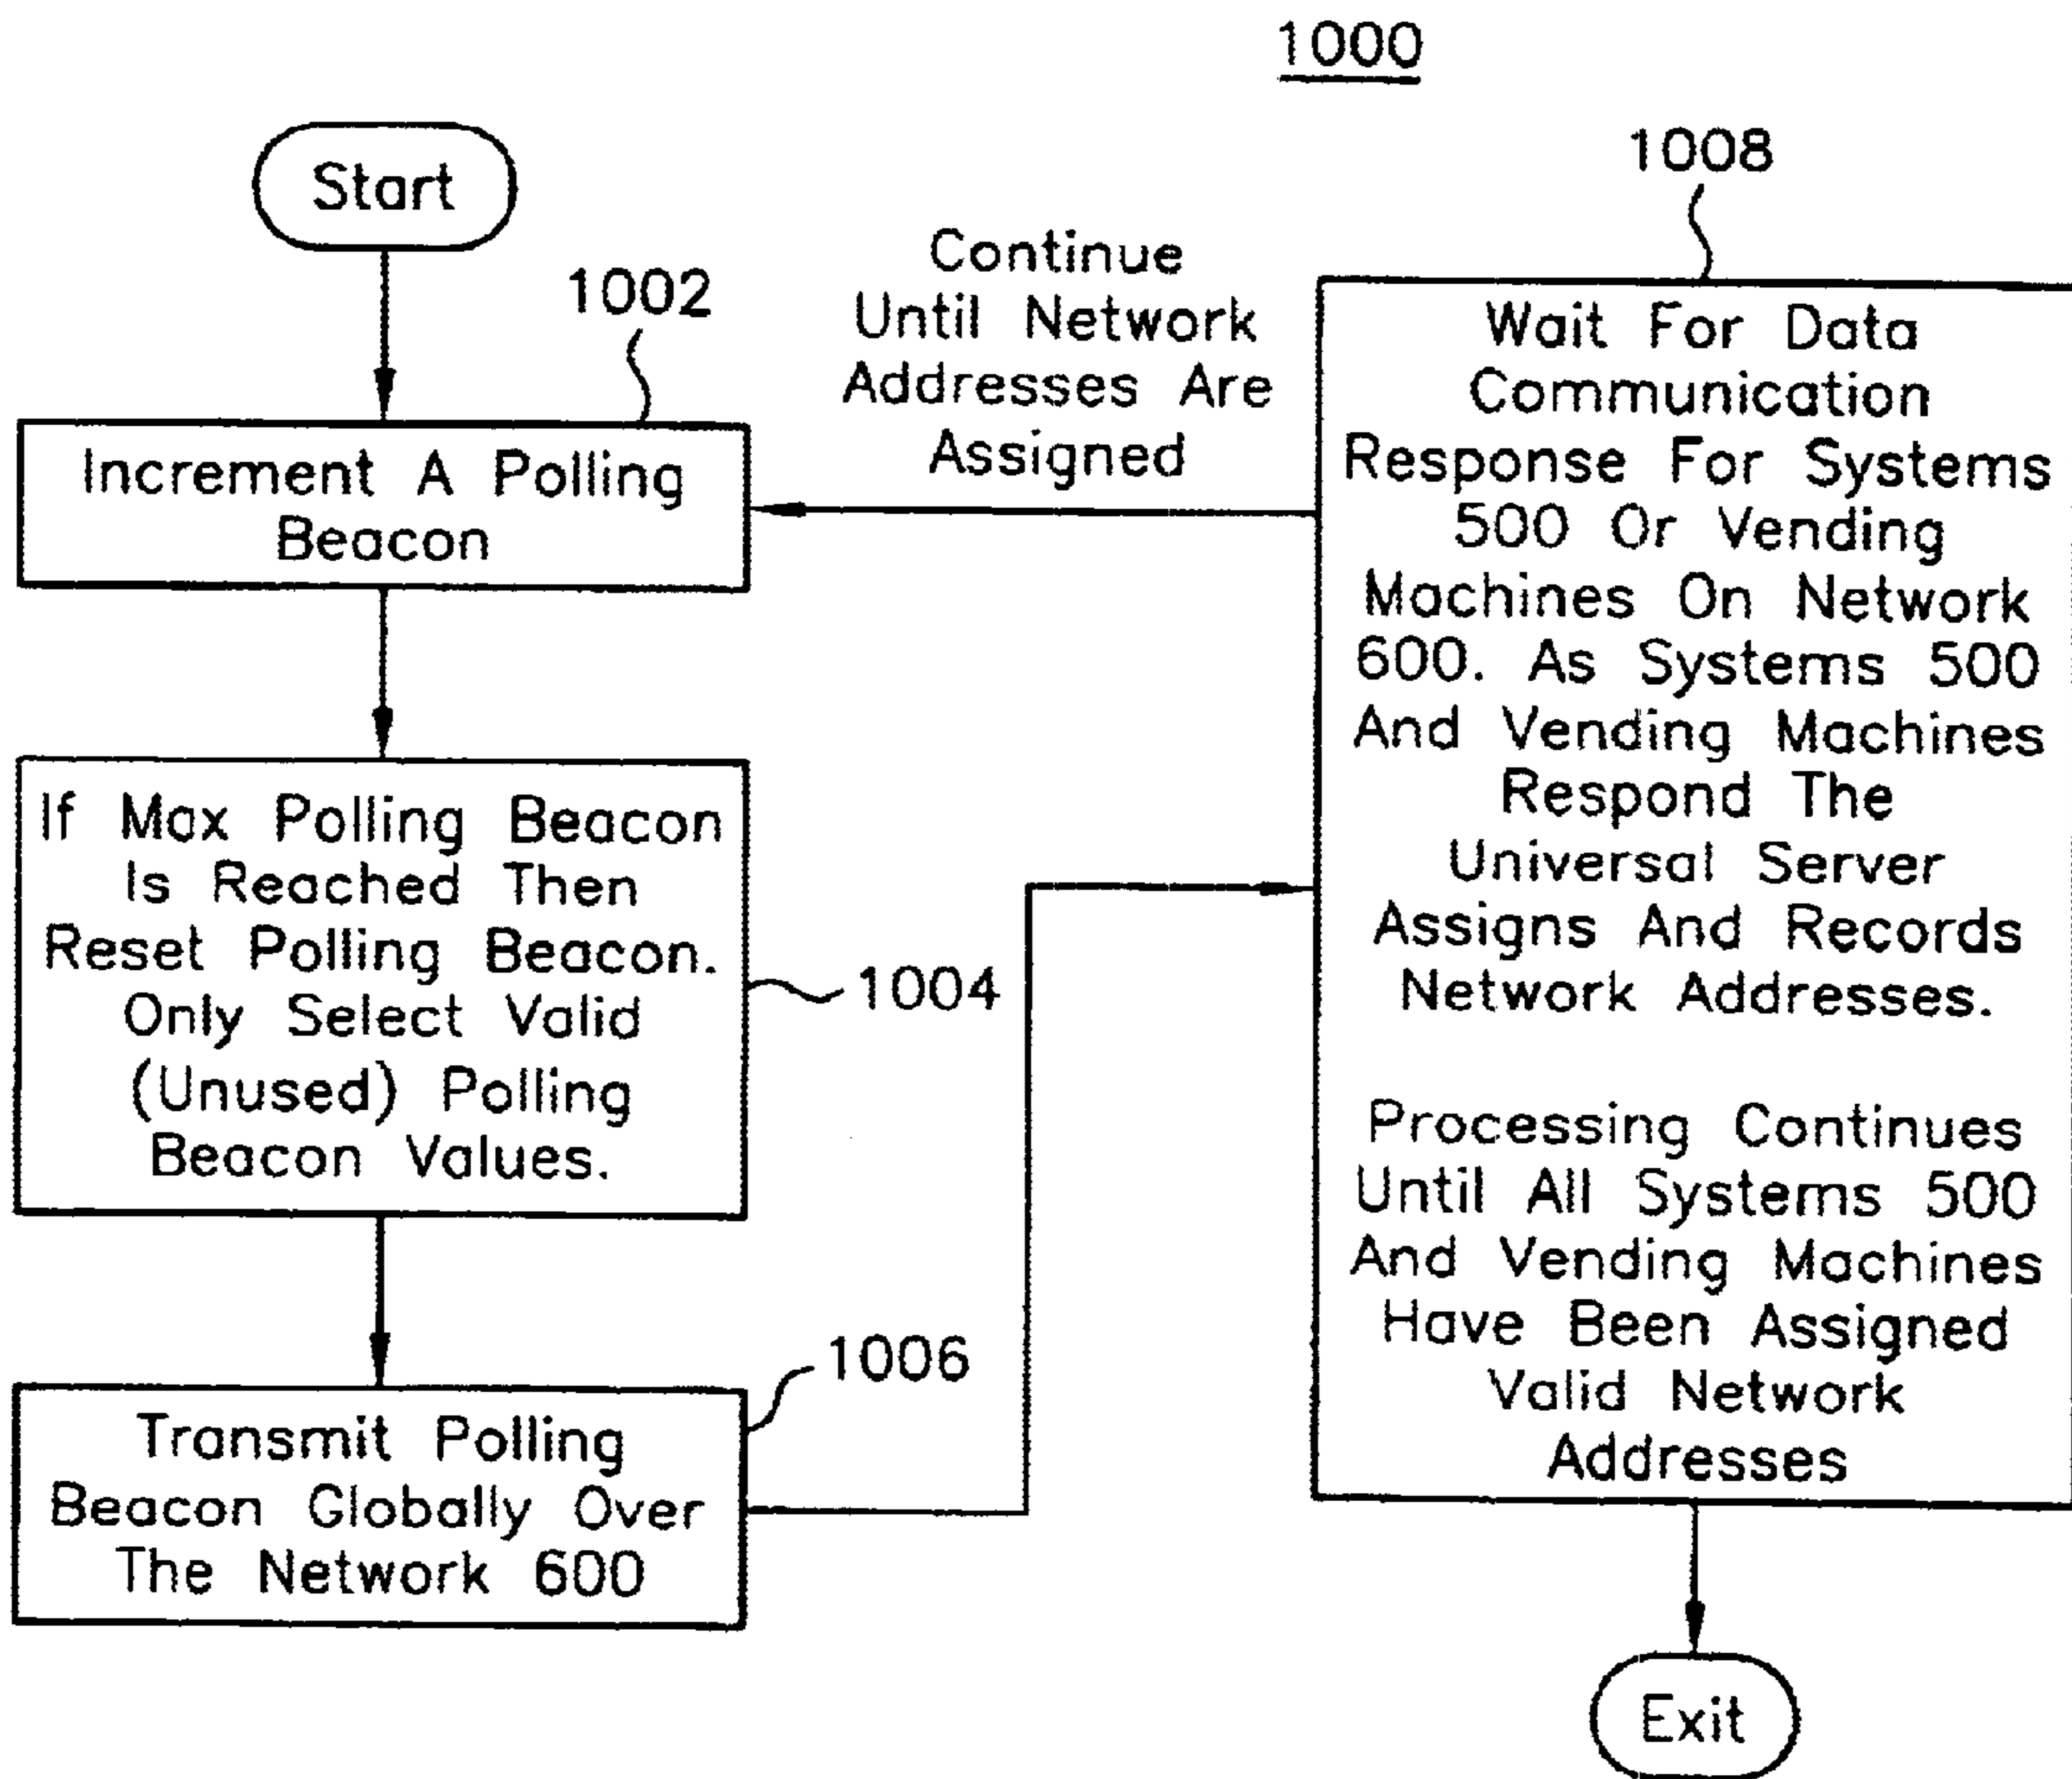 1000
Start
1002
Increment A Polling
Beacon
If Max Polling Beacon
Is Reached Then
Reset Polling Beacon.
Only Select Valid
(Unused) Polling
Beacon Values.
1004
1006
Transmit Polling
Beacon Globally Over
The Network 600
Continue
Until Network
Addresses Are
Assigned
1008
Wait For Data
Communication
Response For Systems
500 Or Vending
Machines On Network
600. As Systems 500
And Vending Machines
Respond The
Universal Server
Assigns And Records
Network Addresses.
Processing Continues
Until All Systems 500
And Vending Machines
Have Been Assigned
Valid Network
Addresses
Exit